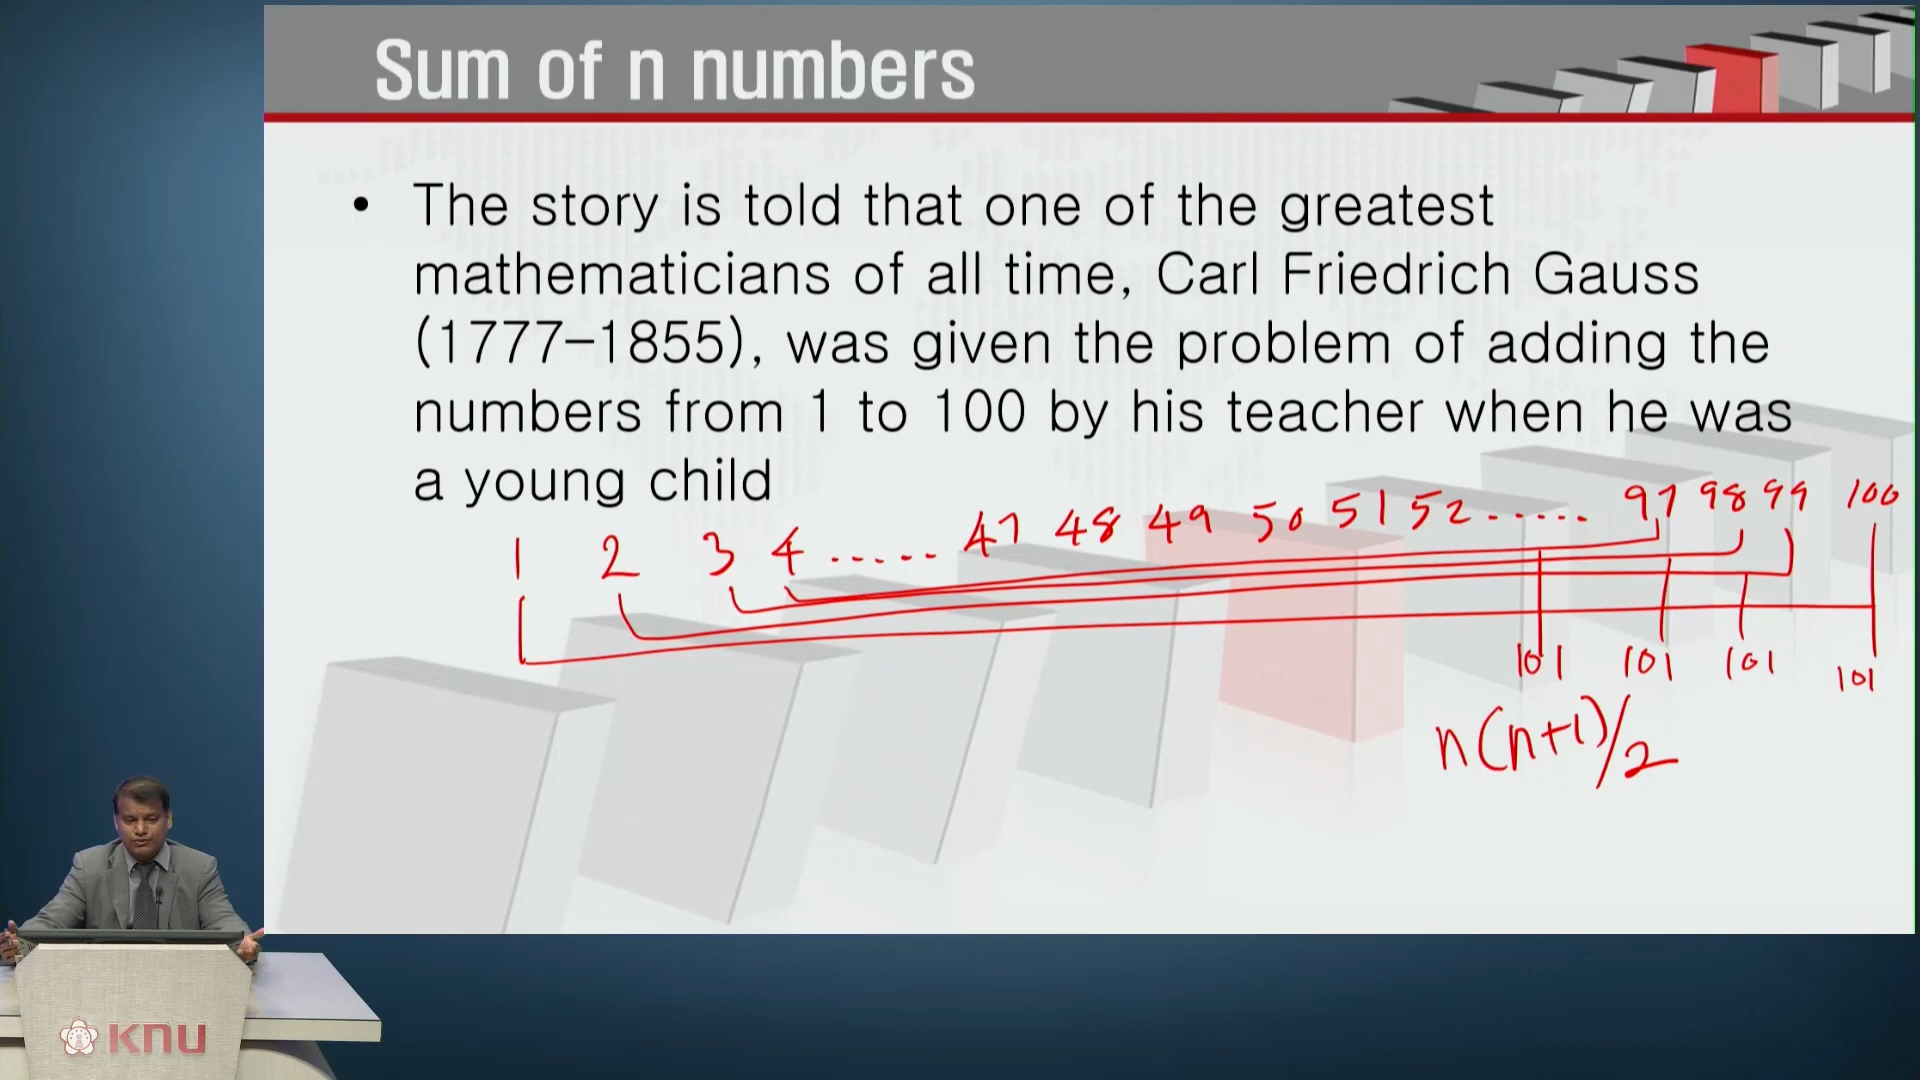 Sum of n numbers
• The story is told that one of the greatest
mathematicians of all time, Carl Friedrich Gauss
(1777–1855), was given the problem of adding the
numbers from 1 to 100 by his teacher when he was
a young child
1 2 3 4 ..... 47 48 49 50 51 52 ...... 97 98 99 100
101 101 101 101
n(n+1)/2
KNU